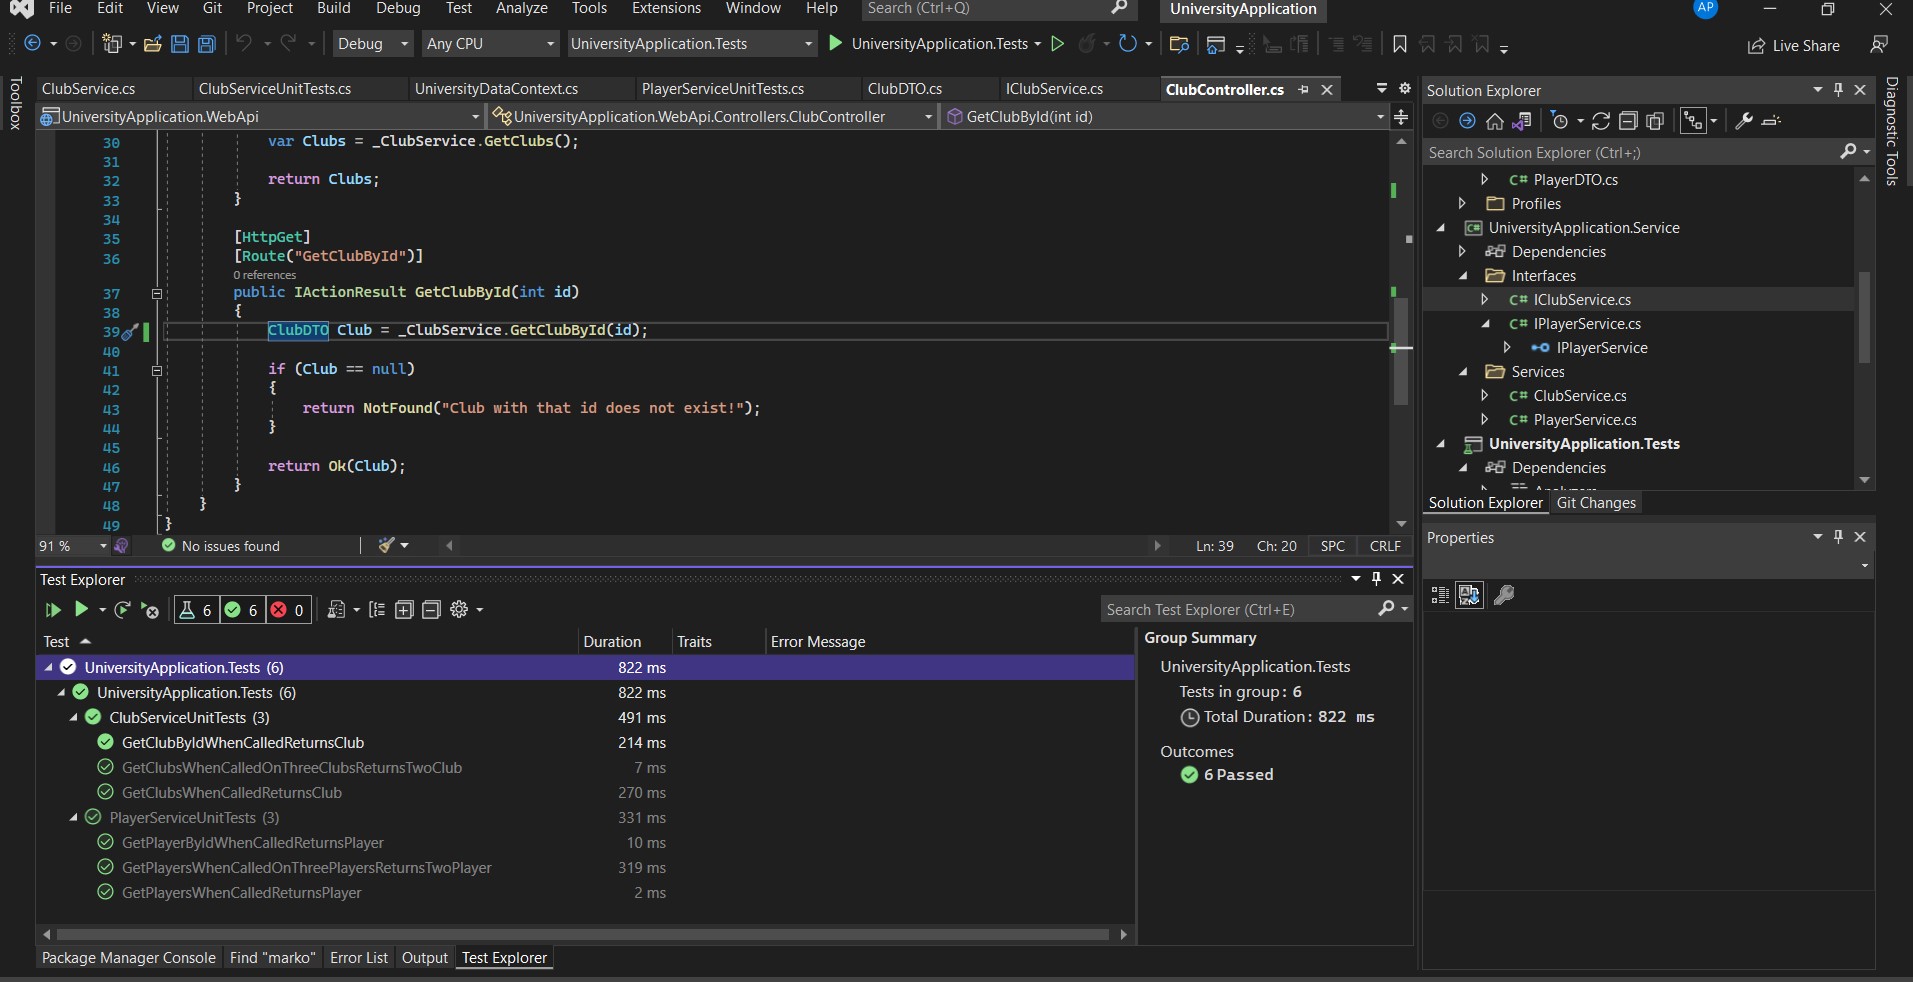 File Edit View Git Project Build Debug Test Analyze Tools Extensions Window Help Search (Ctrl+Q) UniversityApplication AP
Debug Any CPU UniversityApplication.Tests UniversityApplication.Tests Live Share
Toolbox
ClubService.cs ClubServiceUnitTests.cs UniversityDataContext.cs PlayerServiceUnitTests.cs ClubDTO.cs IClubService.cs ClubController.cs
UniversityApplication.WebApi UniversityApplication.WebApi.Controllers.ClubController GetClubById(int id)
30 var Clubs = _ClubService.GetClubs();
31
32 return Clubs;
33 }
34
35 [HttpGet]
36 [Route("GetClubById")]
0 references
37 public IActionResult GetClubById(int id)
38 {
39 ClubDTO Club = _ClubService.GetClubById(id);
40
41 if (Club == null)
42 {
43 return NotFound("Club with that id does not exist!");
44 }
45
46 return Ok(Club);
47 }
48 }
49 }
91 % No issues found Ln: 39 Ch: 20 SPC CRLF
Test Explorer
6 6 0 Search Test Explorer (Ctrl+E)
Test Duration Traits Error Message
UniversityApplication.Tests (6) 822 ms
UniversityApplication.Tests (6) 822 ms
ClubServiceUnitTests (3) 491 ms
GetClubByIdWhenCalledReturnsClub 214 ms
GetClubsWhenCalledOnThreeClubsReturnsTwoClub 7 ms
GetClubsWhenCalledReturnsClub 270 ms
PlayerServiceUnitTests (3) 331 ms
GetPlayerByIdWhenCalledReturnsPlayer 10 ms
GetPlayersWhenCalledOnThreePlayersReturnsTwoPlayer 319 ms
GetPlayersWhenCalledReturnsPlayer 2 ms
Group Summary
UniversityApplication.Tests
Tests in group: 6
Total Duration: 822 ms
Outcomes
6 Passed
Package Manager Console Find "marko" Error List Output Test Explorer
Solution Explorer
Search Solution Explorer (Ctrl+;)
C# PlayerDTO.cs
Profiles
C# UniversityApplication.Service
Dependencies
Interfaces
C# IClubService.cs
C# IPlayerService.cs
IPlayerService
Services
C# ClubService.cs
C# PlayerService.cs
UniversityApplication.Tests
Dependencies
Solution Explorer Git Changes
Properties
Diagnostic Tools